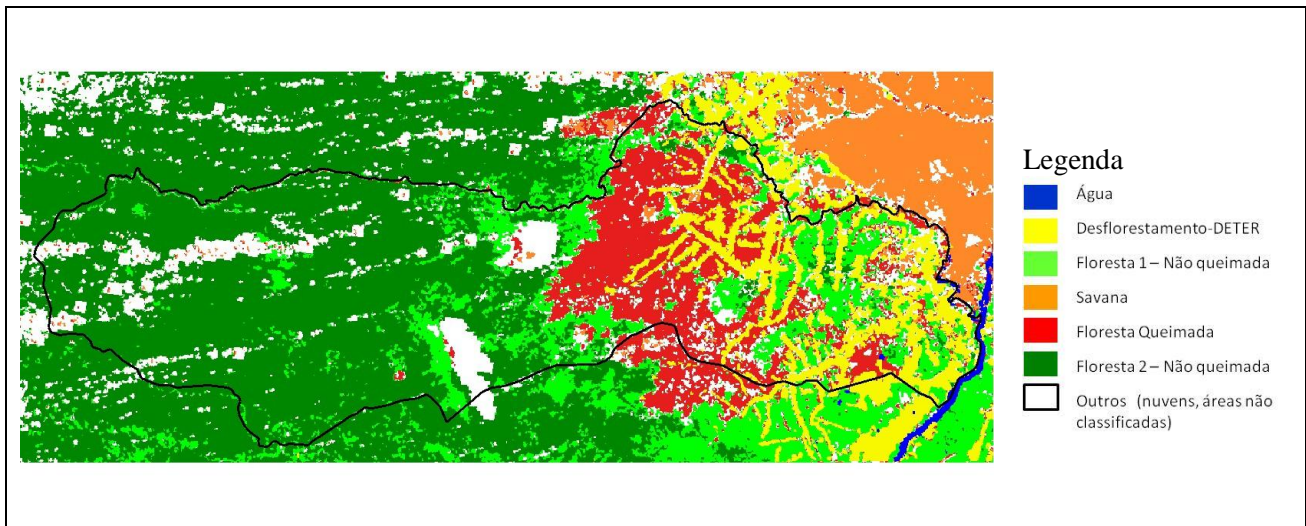 Legenda
Água
Desflorestamento-DETER
Floresta 1 – Não queimada
Savana
Floresta Queimada
Floresta 2 – Não queimada
Outros (nuvens, áreas não
classificadas)